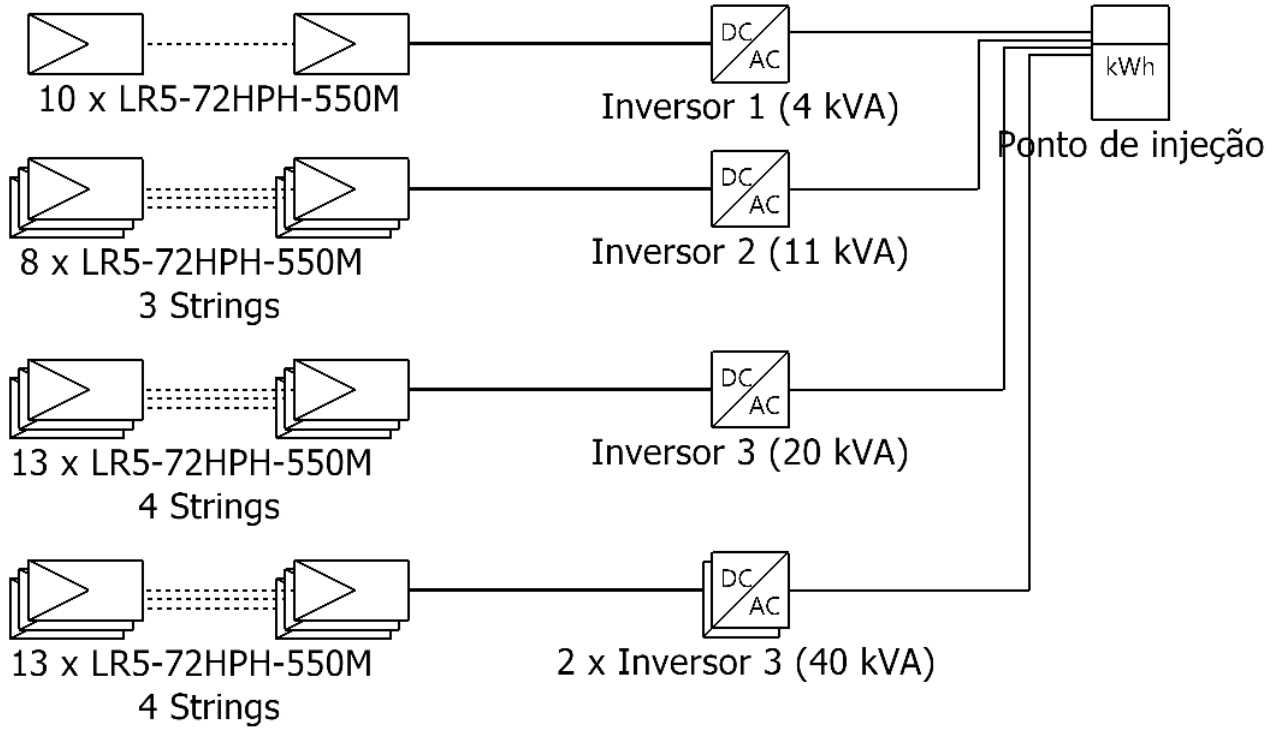 10 x LR5-72HPH-550M
DC
AC
Inversor 1 (4 kVA)
kWh
Ponto de injeção
8 x LR5-72HPH-550M
3 Strings
DC
AC
Inversor 2 (11 kVA)
13 x LR5-72HPH-550M
4 Strings
DC
AC
Inversor 3 (20 kVA)
13 x LR5-72HPH-550M
4 Strings
DC
AC
2 x Inversor 3 (40 kVA)